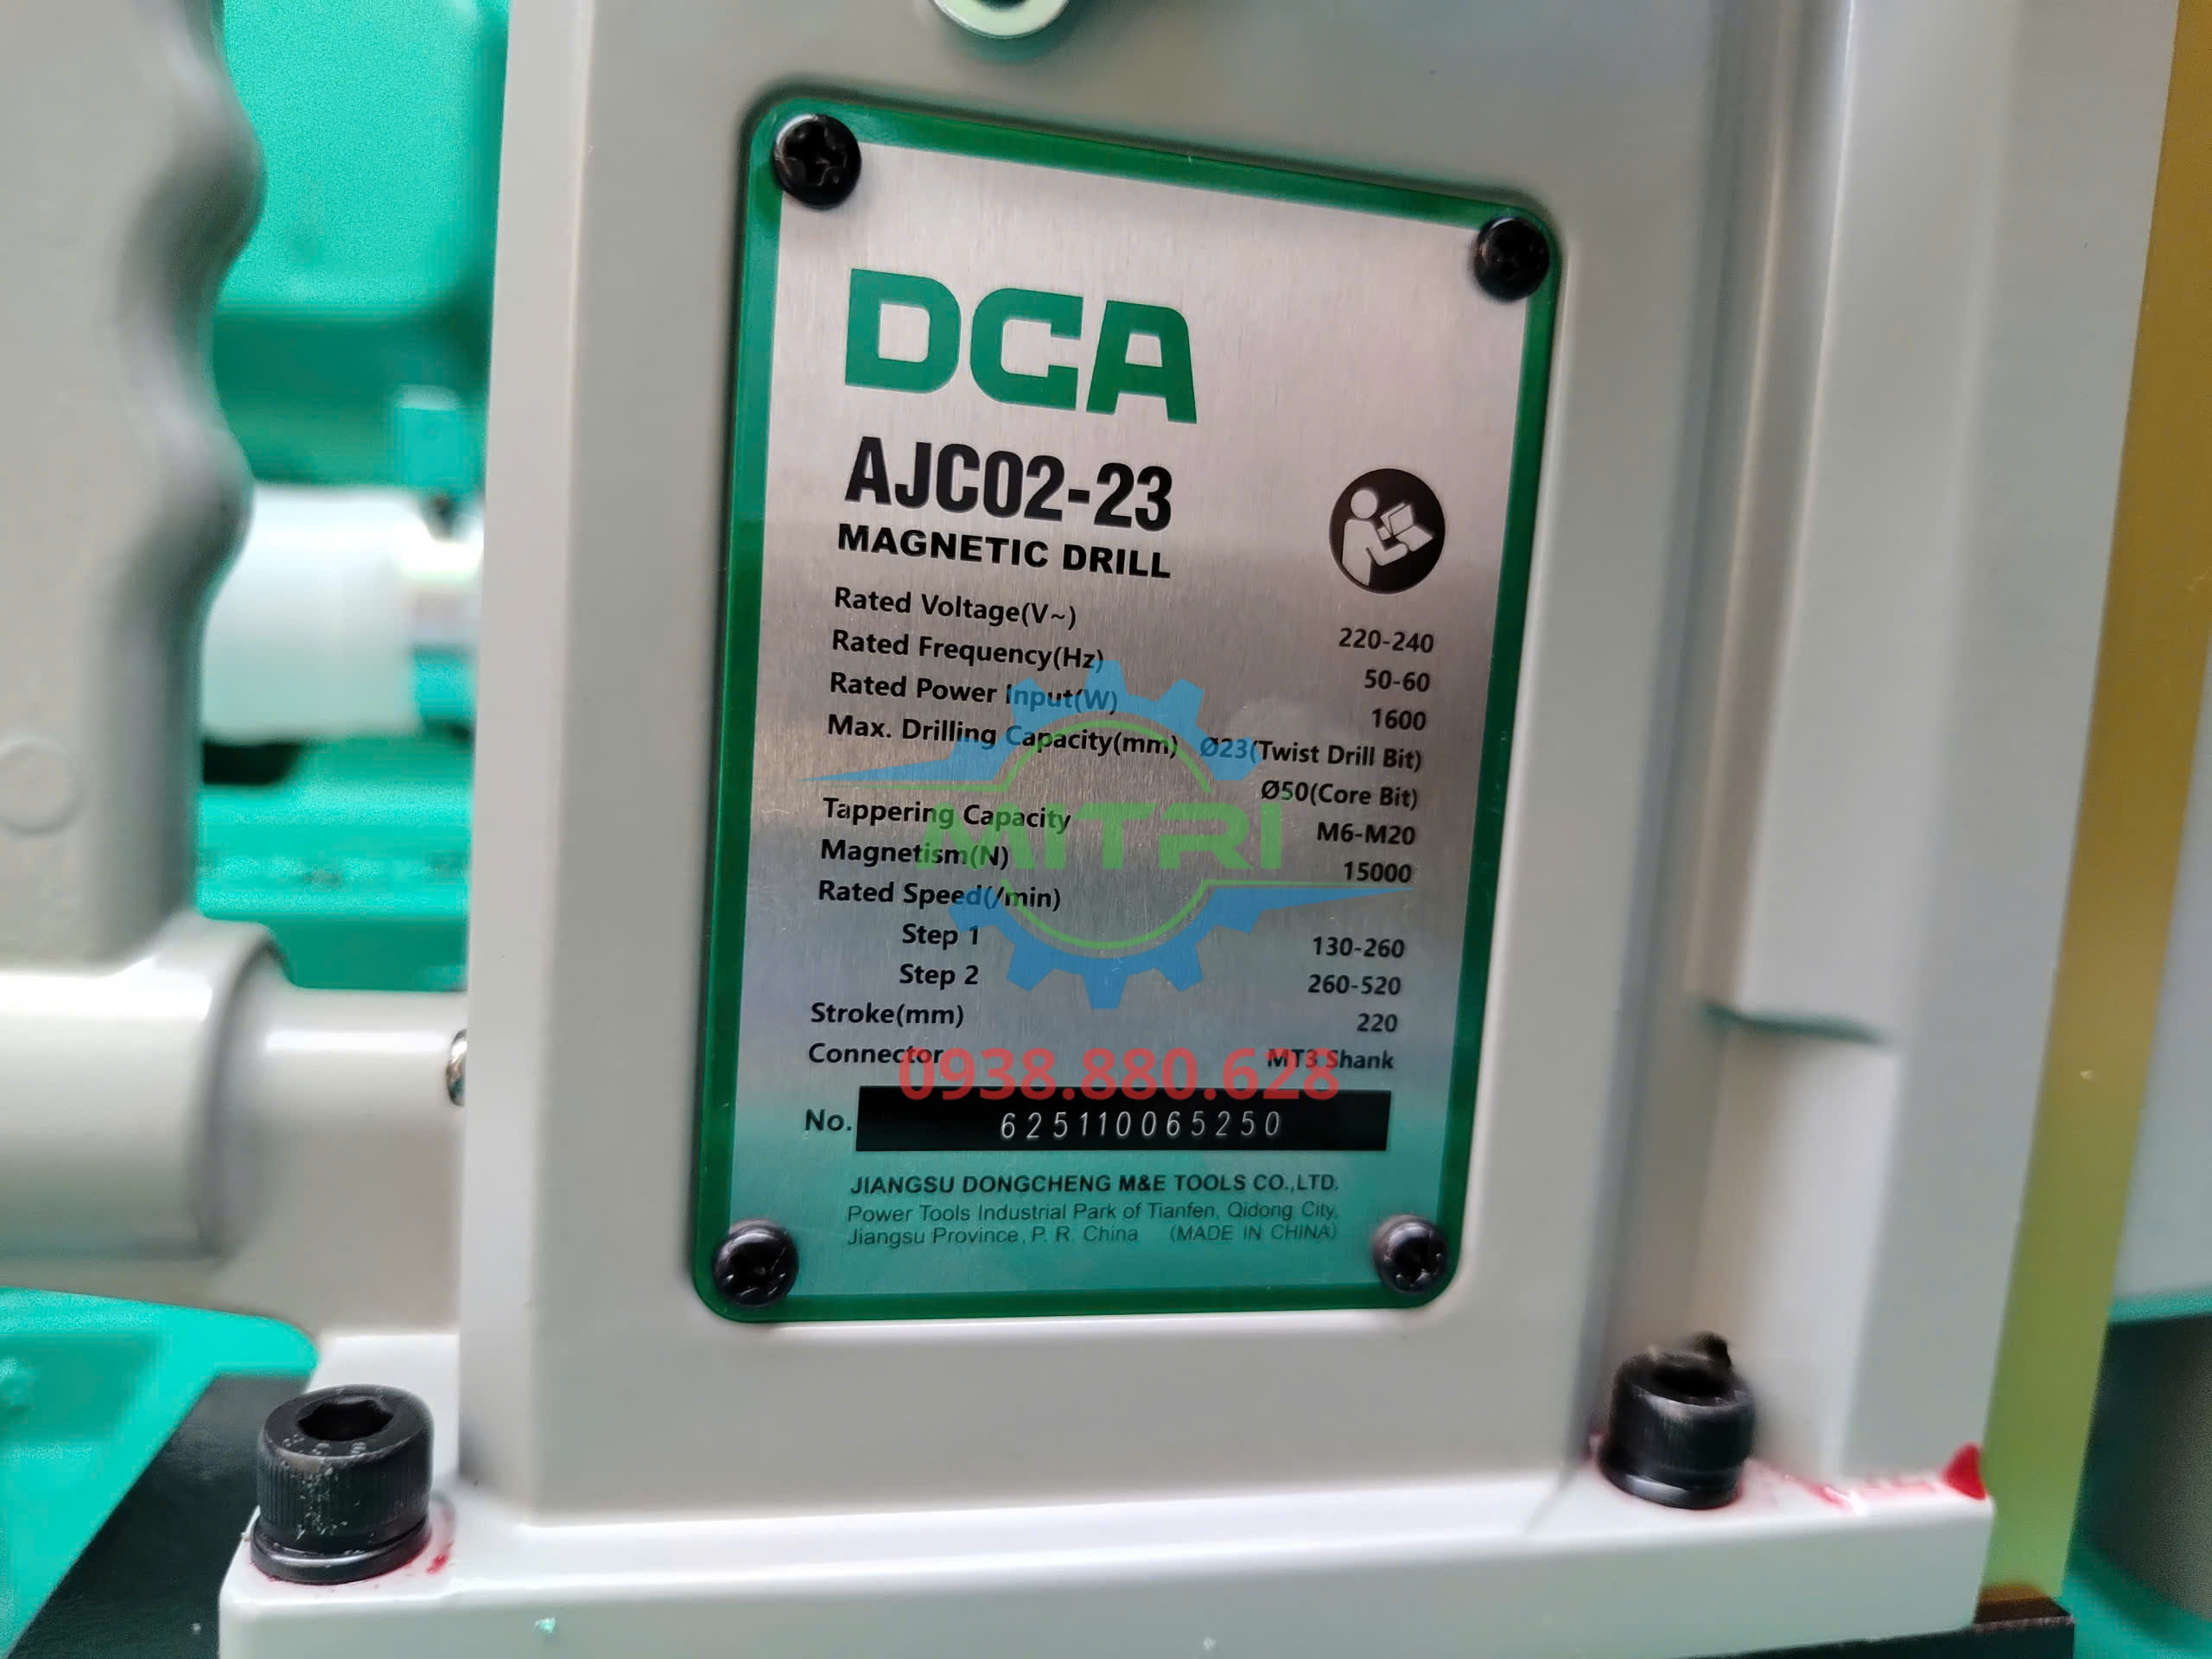 DCA
AJC02-23
MAGNETIC DRILL
Rated Voltage(V~) 220-240
Rated Frequency(Hz) 50-60
Rated Power Input(W) 1600
Max. Drilling Capacity(mm) Ø23(Twist Drill Bit)
Ø50(Core Bit)
Tappering Capacity M6-M20
Magnetism(N) 15000
Rated Speed(/min)
Step 1 130-260
Step 2 260-520
Stroke(mm) 220
Connector MT3 Shank
No. 625110065250
JIANGSU DONGCHENG M&E TOOLS CO.,LTD.
Power Tools Industrial Park of Tianfen, Qidong City,
Jiangsu Province, P. R. China (MADE IN CHINA)
MITRI
0938.880.628